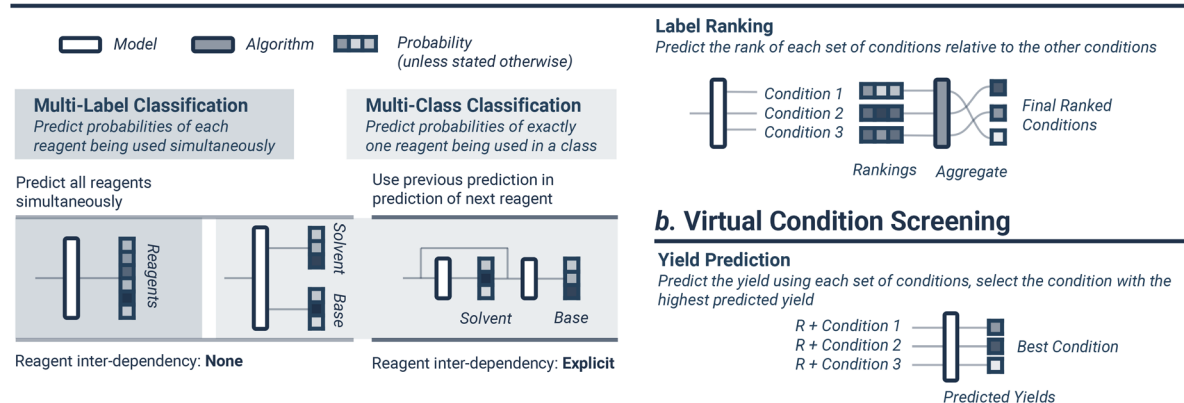 Model
Algorithm
Probability
(unless stated otherwise)
Multi-Label Classification
Predict probabilities of each
reagent being used simultaneously
Multi-Class Classification
Predict probabilities of exactly
one reagent being used in a class
Predict all reagents
simultaneously
Use previous prediction in
prediction of next reagent
Reagents
Solvent
Base
Solvent
Base
Reagent inter-dependency: None
Reagent inter-dependency: Explicit
Label Ranking
Predict the rank of each set of conditions relative to the other conditions
Condition 1
Condition 2
Condition 3
Final Ranked
Conditions
Rankings
Aggregate
b. Virtual Condition Screening
Yield Prediction
Predict the yield using each set of conditions, select the condition with the
highest predicted yield
R + Condition 1
R + Condition 2
R + Condition 3
Best Condition
Predicted Yields